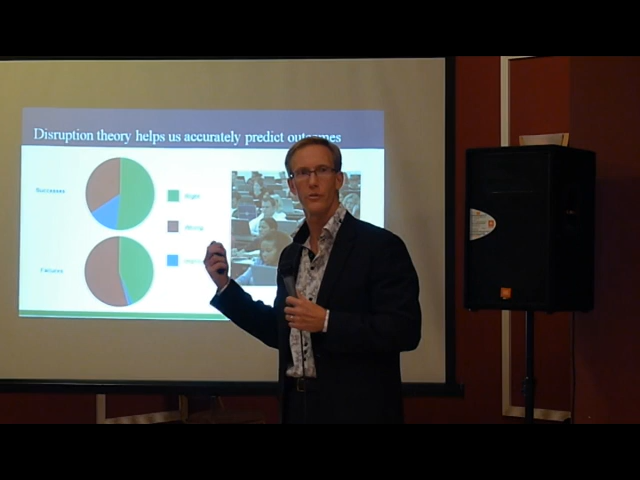 Disruption theory helps us accurately predict outcomes
Successes
Right
Wrong
Failures